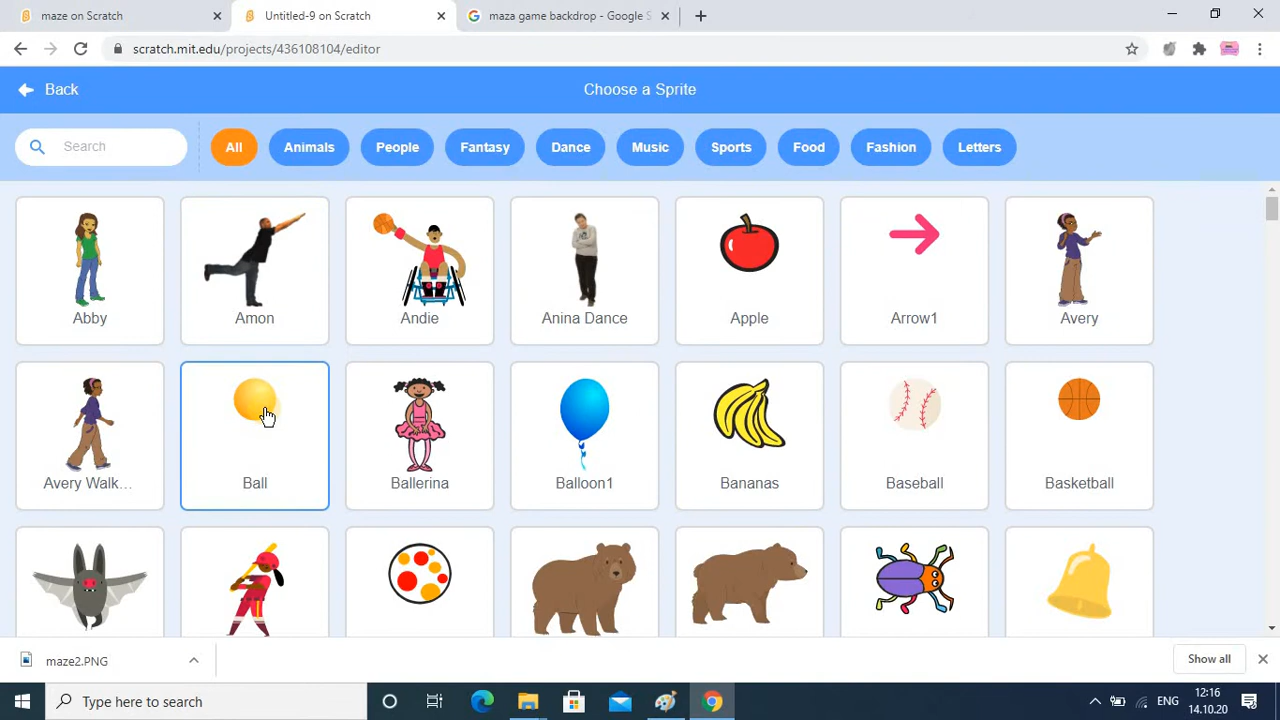 maze on Scratch
Untitled-9 on Scratch
maza game backdrop - Google S
scratch.mit.edu/projects/436108104/editor
Back
Choose a Sprite
Search
All
Animals
People
Fantasy
Dance
Music
Sports
Food
Fashion
Letters
Abby
Amon
Andie
Anina Dance
Apple
Arrow1
Avery
Avery Walk...
Ball
Ballerina
Balloon1
Bananas
Baseball
Basketball
maze2.PNG
Show all
Type here to search
ENG
12:16
14.10.20